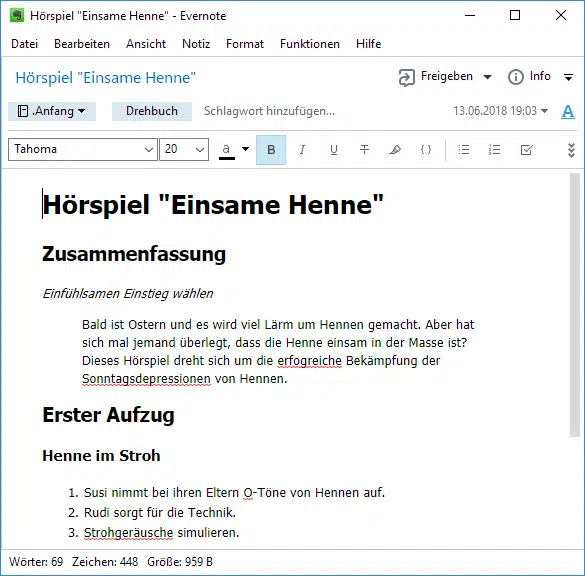 Hörspiel "Einsame Henne" - Evernote
Datei Bearbeiten Ansicht Notiz Format Funktionen Hilfe
Hörspiel "Einsame Henne" Freigeben Info
.Anfang Drehbuch Schlagwort hinzufügen... 13.06.2018 19:03 A
Tahoma 20 a B I U T {}
Hörspiel "Einsame Henne"
Zusammenfassung
Einfühlsamen Einstieg wählen
Bald ist Ostern und es wird viel Lärm um Hennen gemacht. Aber hat
sich mal jemand überlegt, dass die Henne einsam in der Masse ist?
Dieses Hörspiel dreht sich um die erfogreiche Bekämpfung der
Sonntagsdepressionen von Hennen.
Erster Aufzug
Henne im Stroh
1. Susi nimmt bei ihren Eltern O-Töne von Hennen auf.
2. Rudi sorgt für die Technik.
3. Strohgeräusche simulieren.
Wörter: 69 Zeichen: 448 Größe: 959 B